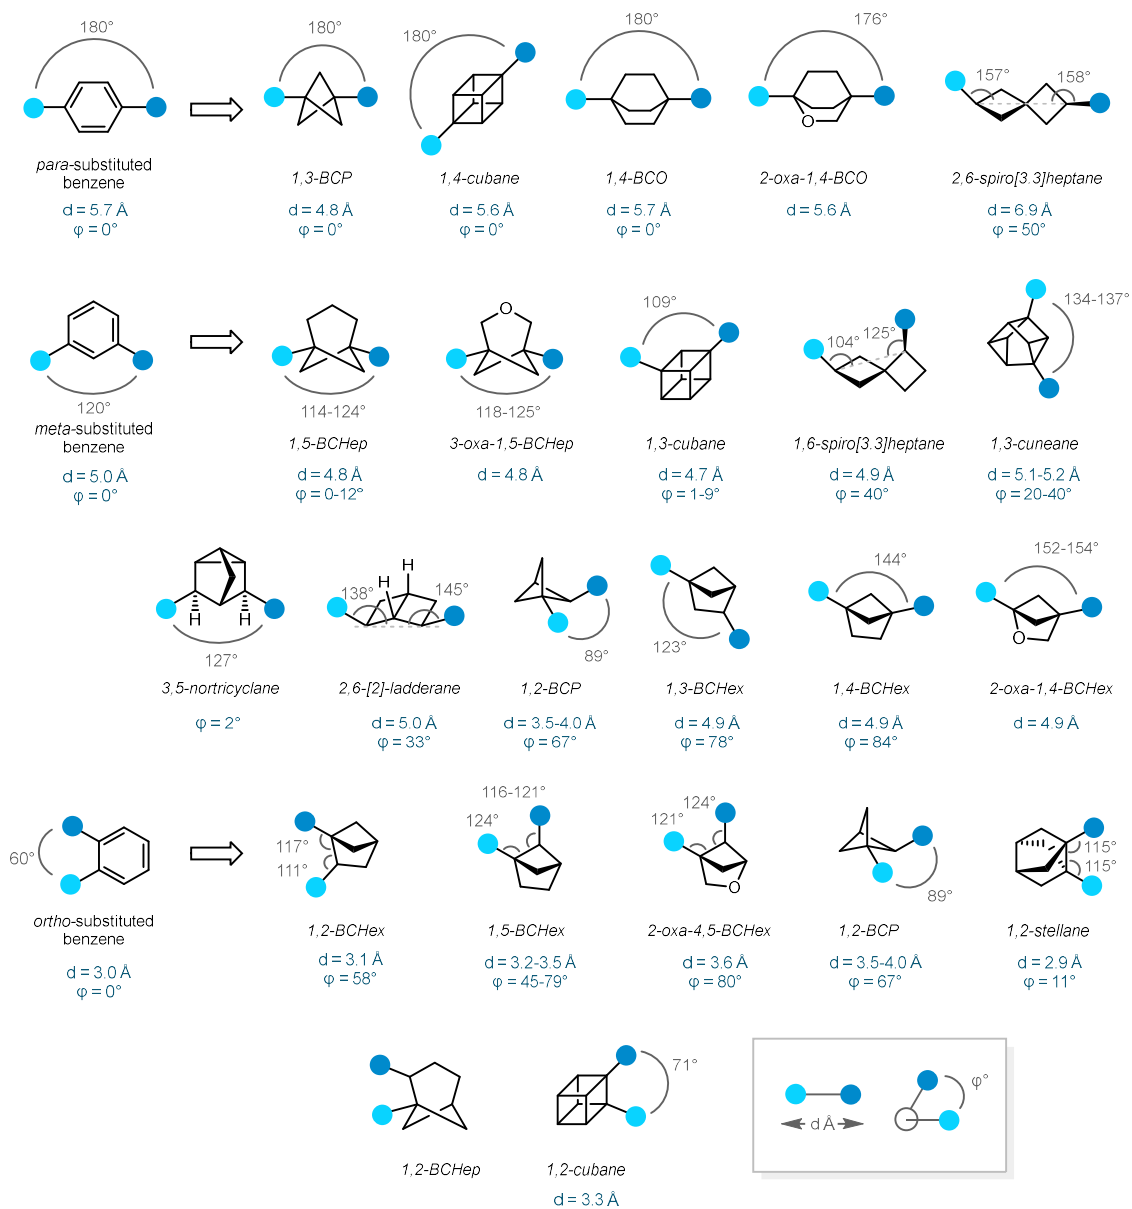 180°
180°
180°
180°
176°
157°
158°
O
para-substituted
benzene
d = 5.7 Å
φ = 0°
1,3-BCP
d = 4.8 Å
φ = 0°
1,4-cubane
d = 5.6 Å
φ = 0°
1,4-BCO
d = 5.7 Å
φ = 0°
2-oxa-1,4-BCO
d = 5.6 Å
2,6-spiro[3.3]heptane
d = 6.9 Å
φ = 50°
120°
114-124°
O
118-125°
109°
104°
125°
134-137°
meta-substituted
benzene
d = 5.0 Å
φ = 0°
1,5-BCHep
d = 4.8 Å
φ = 0-12°
3-oxa-1,5-BCHep
d = 4.8 Å
1,3-cubane
d = 4.7 Å
φ = 1-9°
1,6-spiro[3.3]heptane
d = 4.9 Å
φ = 40°
1,3-cuneane
d = 5.1-5.2 Å
φ = 20-40°
H
H
127°
138°
H
H
145°
89°
123°
144°
152-154°
O
3,5-nortricyclane
φ = 2°
2,6-[2]-ladderane
d = 5.0 Å
φ = 33°
1,2-BCP
d = 3.5-4.0 Å
φ = 67°
1,3-BCHex
d = 4.9 Å
φ = 78°
1,4-BCHex
d = 4.9 Å
φ = 84°
2-oxa-1,4-BCHex
d = 4.9 Å
60°
117°
111°
116-121°
124°
124°
121°
O
89°
115°
115°
ortho-substituted
benzene
d = 3.0 Å
φ = 0°
1,2-BCHex
d = 3.1 Å
φ = 58°
1,5-BCHex
d = 3.2-3.5 Å
φ = 45-79°
2-oxa-4,5-BCHex
d = 3.6 Å
φ = 80°
1,2-BCP
d = 3.5-4.0 Å
φ = 67°
1,2-stellane
d = 2.9 Å
φ = 11°
71°
1,2-BCHep
1,2-cubane
d = 3.3 Å
d Å
φ°